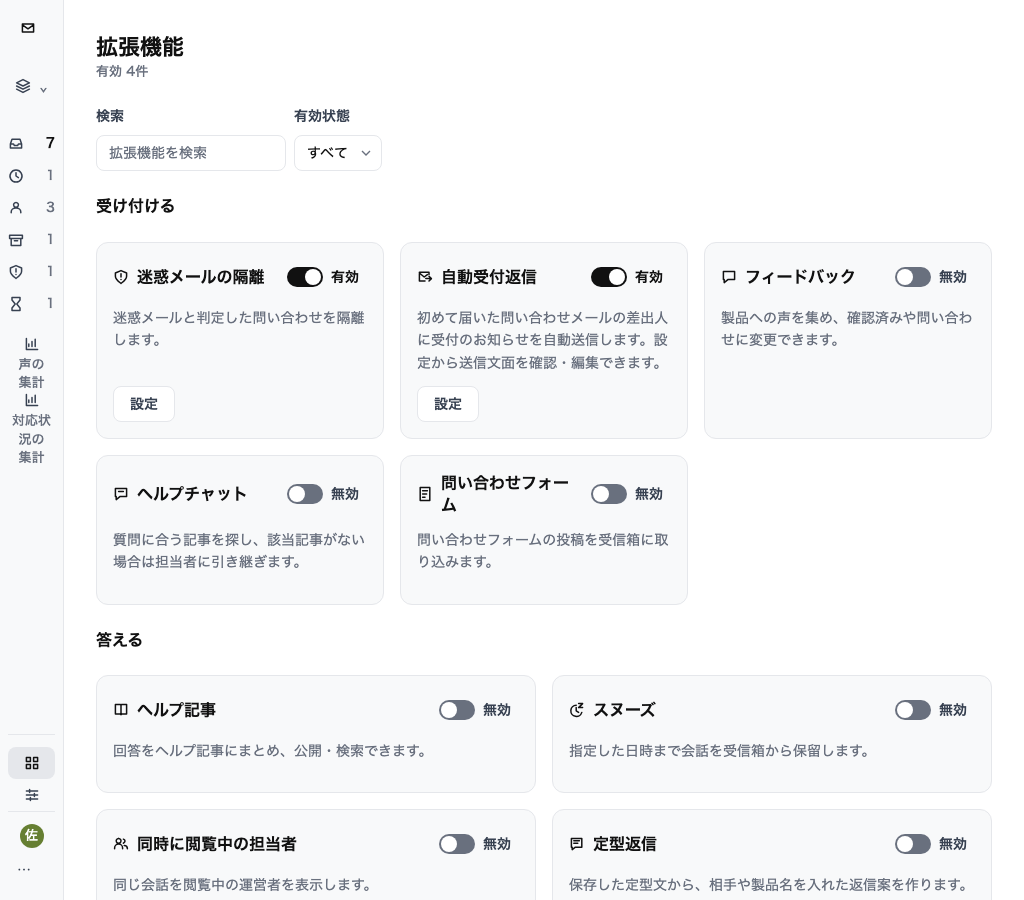 拡張機能
有効 4件
検索
有効状態
拡張機能を検索
すべて
7
1
3
1
1
1
声の
集計
対応状
況の
集計
佐
…
受け付ける
迷惑メールの隔離
有効
迷惑メールと判定した問い合わせを隔離
します。
設定
自動受付返信
有効
初めて届いた問い合わせメールの差出人
に受付のお知らせを自動送信します。設
定から送信文面を確認・編集できます。
設定
フィードバック
無効
製品への声を集め、確認済みや問い合わ
せに変更できます。
ヘルプチャット
無効
質問に合う記事を探し、該当記事がない
場合は担当者に引き継ぎます。
問い合わせフォー
ム
無効
問い合わせフォームの投稿を受信箱に取
り込みます。
答える
ヘルプ記事
無効
回答をヘルプ記事にまとめ、公開・検索できます。
スヌーズ
無効
指定した日時まで会話を受信箱から保留します。
同時に閲覧中の担当者
無効
同じ会話を閲覧中の運営者を表示します。
定型返信
無効
保存した定型文から、相手や製品名を入れた返信案を作ります。